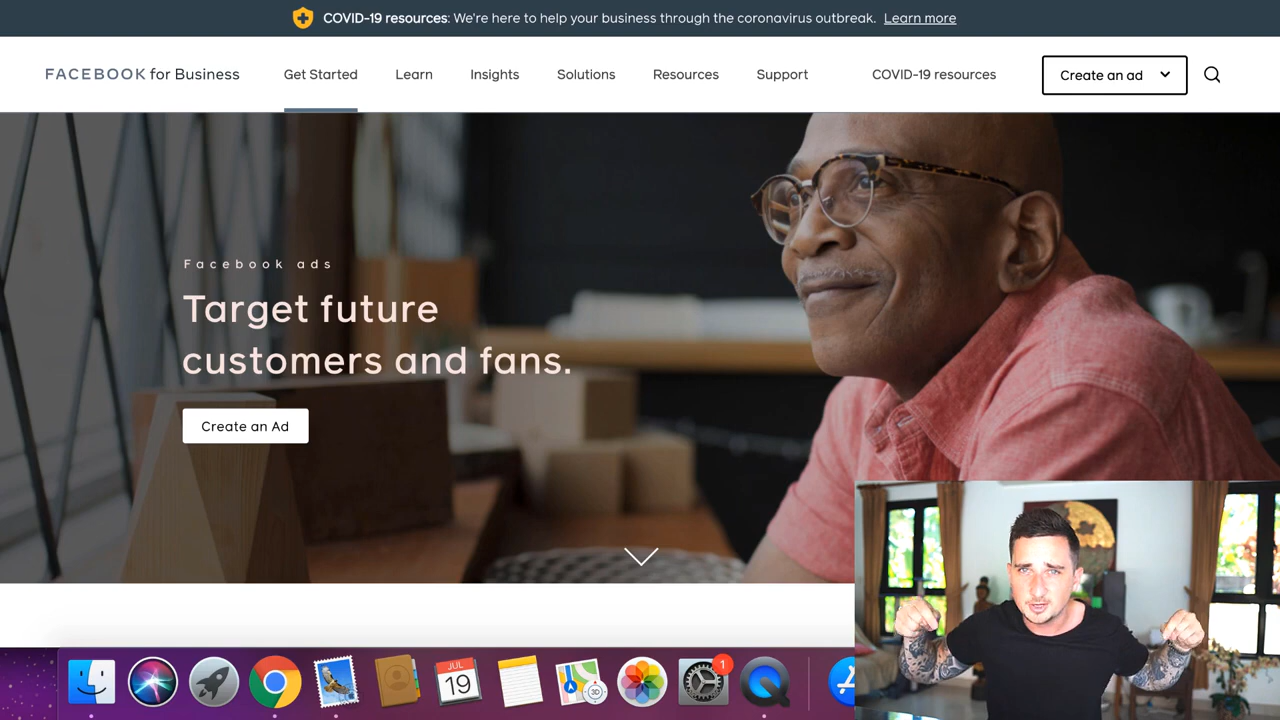 COVID-19 resources: We're here to help your business through the coronavirus outbreak. Learn more
FACEBOOK for Business
Get Started
Learn
Insights
Solutions
Resources
Support
COVID-19 resources
Create an ad
Facebook ads
Target future
customers and fans.
Create an Ad
JUL
19
3D
1